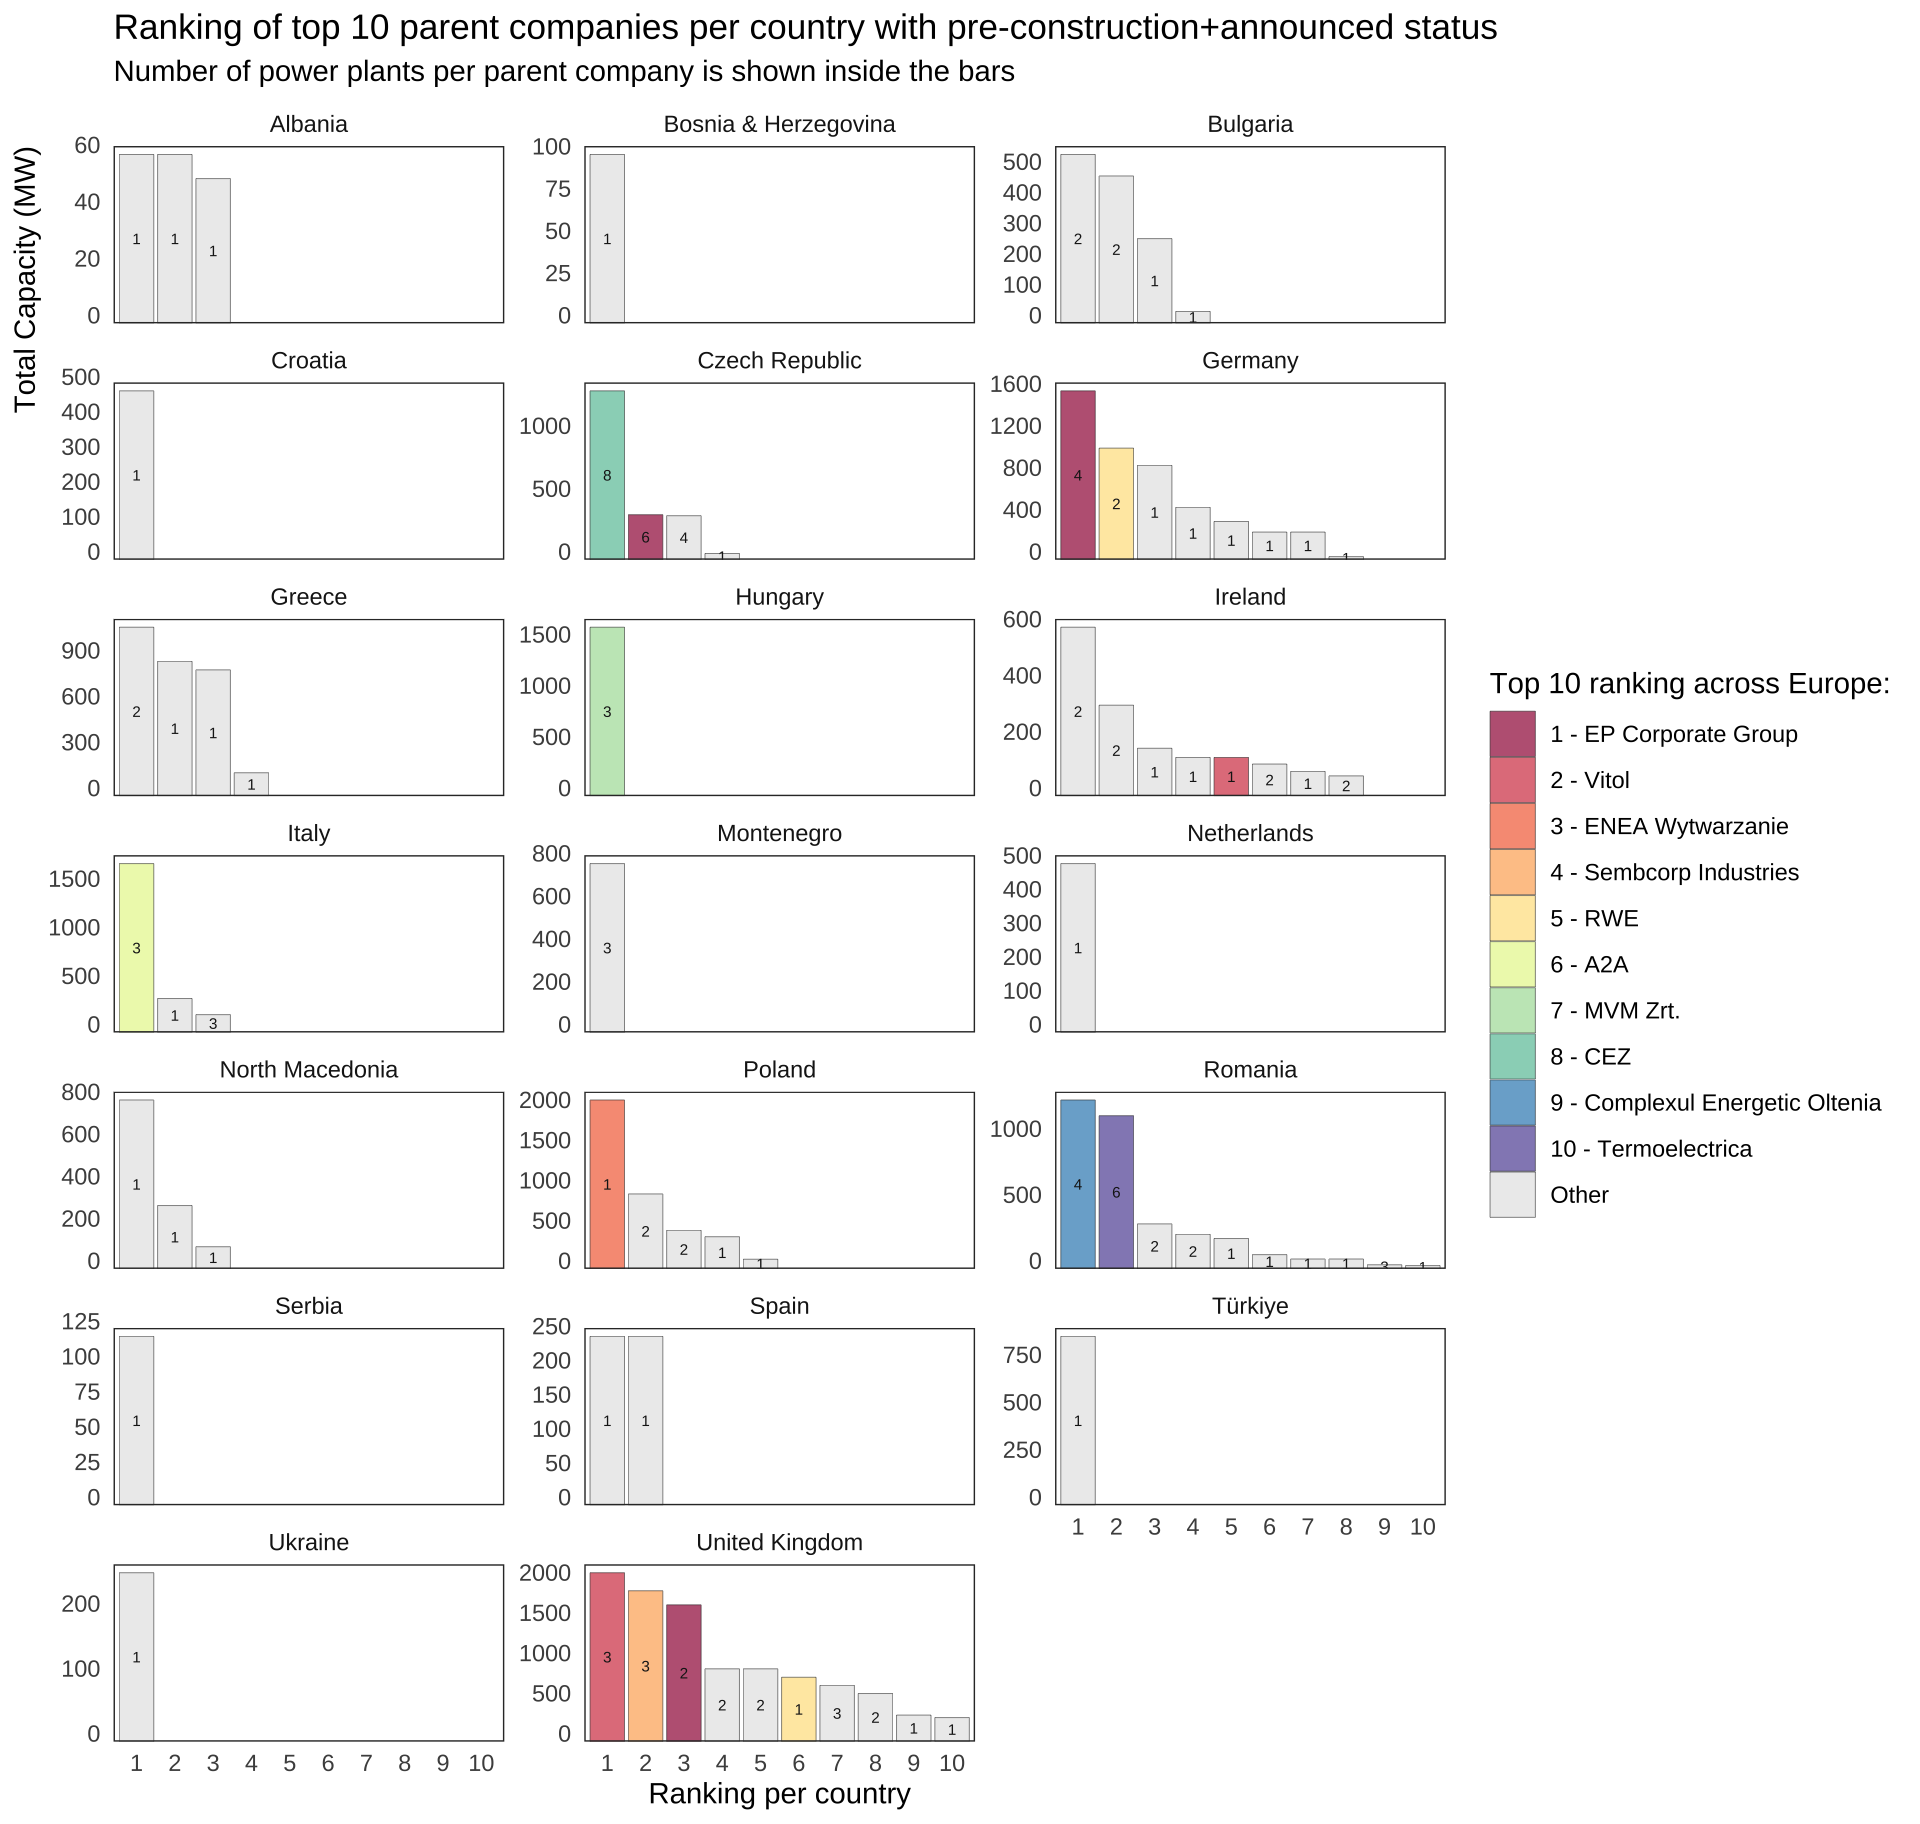 Ranking of top 10 parent companies per country with pre-construction+announced status
Number of power plants per parent company is shown inside the bars
Total Capacity (MW)
Albania
60
40
20
0
1 1 1
Bosnia & Herzegovina
100
75
50
25
0
1
Bulgaria
500
400
300
200
100
0
2 2 1 1
Croatia
500
400
300
200
100
0
1
Czech Republic
1000
500
0
8 6 4 1
Germany
1600
1200
800
400
0
4 2 1 1 1 1 1 1
Greece
900
600
300
0
2 1 1 1
Hungary
1500
1000
500
0
3
Ireland
600
400
200
0
2 2 1 1 1 2 1 2
Italy
1500
1000
500
0
3 1 3
Montenegro
800
600
400
200
0
3
Netherlands
500
400
300
200
100
0
1
North Macedonia
800
600
400
200
0
1 1 1
Poland
2000
1500
1000
500
0
1 2 2 1 1
Romania
1000
500
0
4 6 2 2 1 1 1 1 3 1
Serbia
125
100
75
50
25
0
1
Spain
250
200
150
100
50
0
1 1
Türkiye
750
500
250
0
1
1 2 3 4 5 6 7 8 9 10
Ukraine
200
100
0
1
1 2 3 4 5 6 7 8 9 10
United Kingdom
2000
1500
1000
500
0
3 3 2 2 2 1 3 2 1 1
1 2 3 4 5 6 7 8 9 10
Ranking per country
Top 10 ranking across Europe:
1 - EP Corporate Group
2 - Vitol
3 - ENEA Wytwarzanie
4 - Sembcorp Industries
5 - RWE
6 - A2A
7 - MVM Zrt.
8 - CEZ
9 - Complexul Energetic Oltenia
10 - Termoelectrica
Other